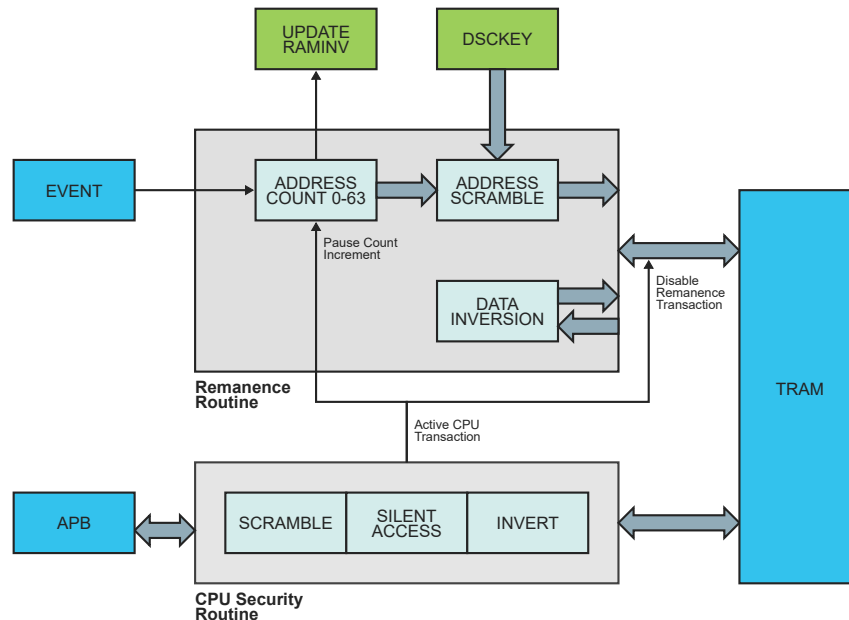 UPDATE
RAMINV
DSCKEY
EVENT
ADDRESS
COUNT 0-63
ADDRESS
SCRAMBLE
Pause Count
Increment
DATA
INVERSION
Disable
Remanence
Transaction
TRAM
Remanence
Routine
Active CPU
Transaction
APB
SCRAMBLE
SILENT
ACCESS
INVERT
CPU Security
Routine